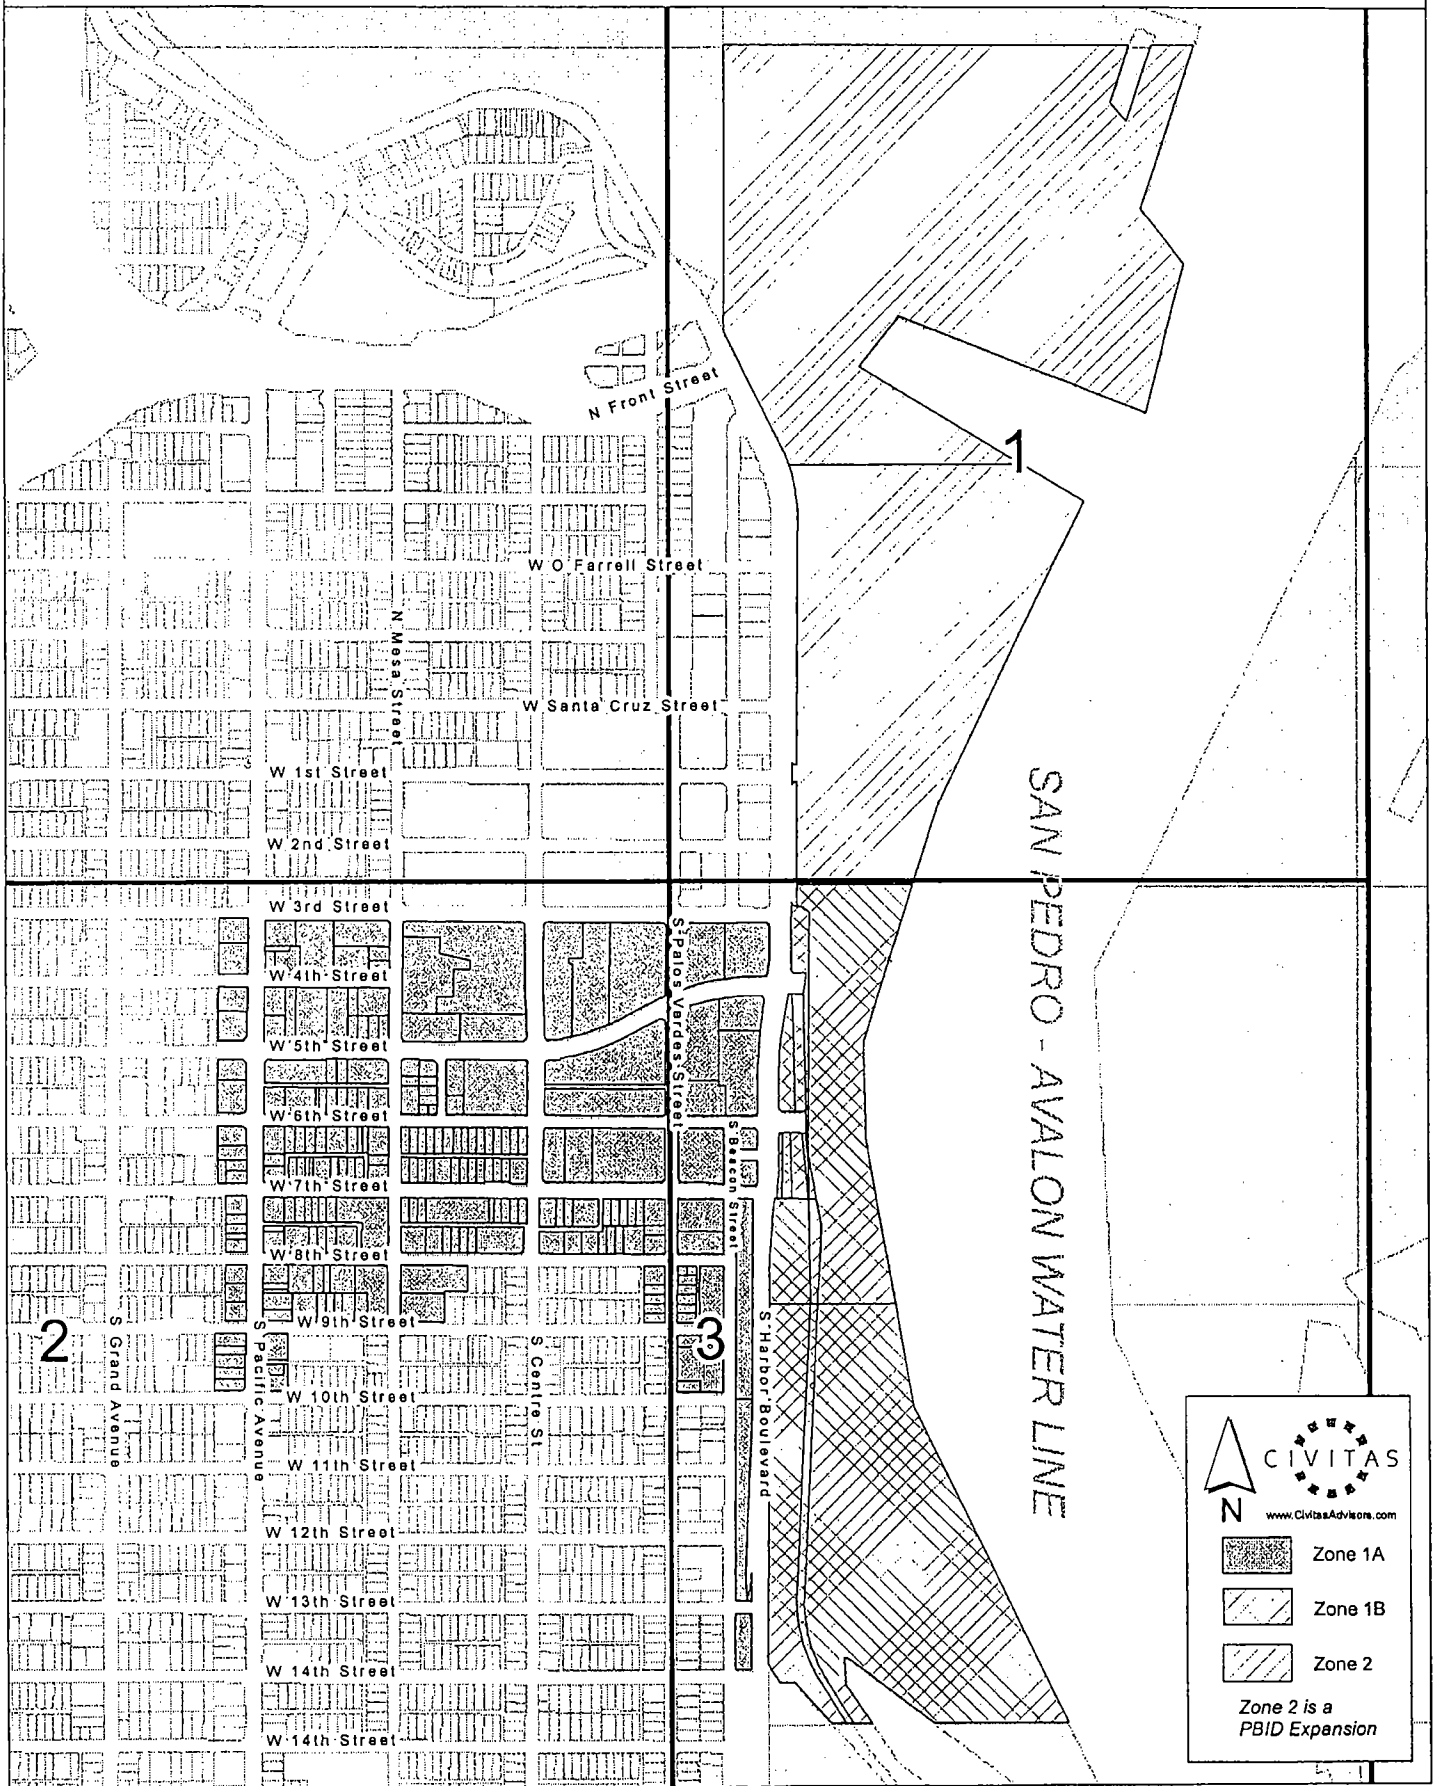 N Front Street
1
W O Farrell Street
N Mesa Street
W Santa Cruz Street
W 1st Street
W 2nd Street
W 3rd Street
W 4th Street
W 5th Street
W 6th Street
W 7th Street
W 8th Street
W 9th Street
W 10th Street
W 11th Street
W 12th Street
W 13th Street
W 14th Street
W 14th Street
S Palos Verdes Street
S Beacon Street
S Harbor Boulevard
S Grand Avenue
S Pacific Avenue
S Centre St
2
3
SAN PEDRO - AVALON WATER LINE
CIVITAS
N
www.CivitasAdvisors.com
Zone 1A
Zone 1B
Zone 2
Zone 2 is a
PBID Expansion